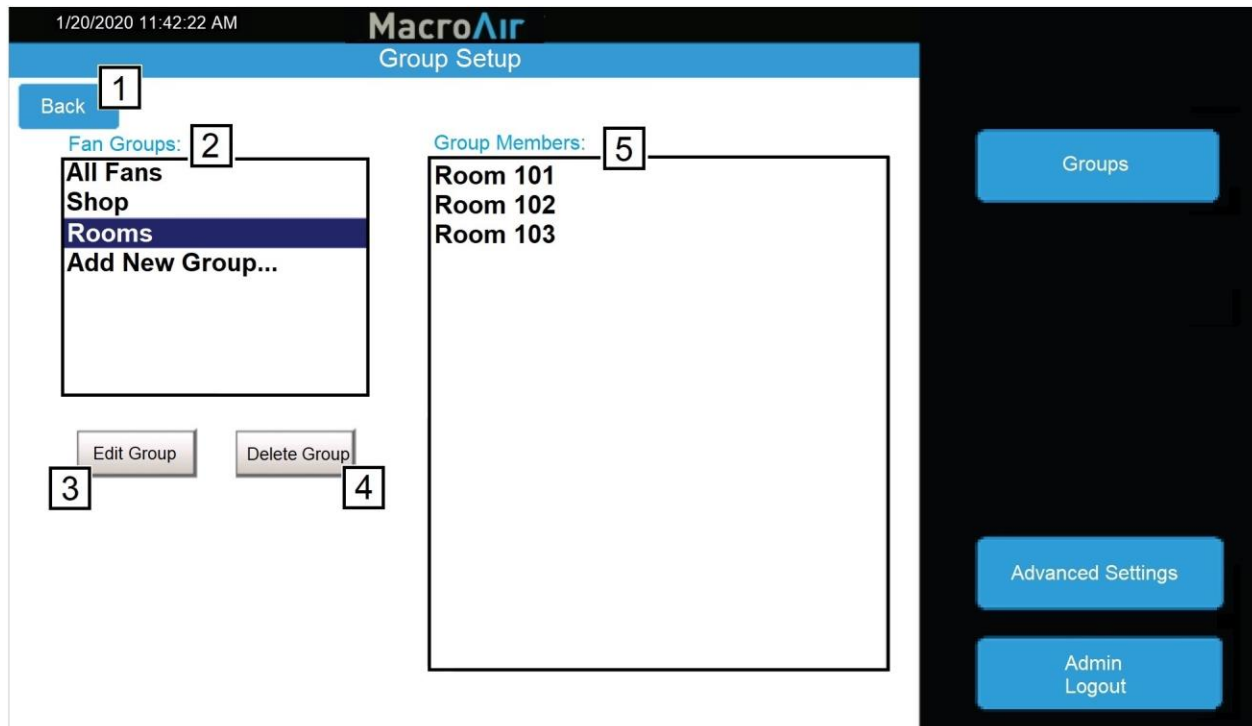 1/20/2020 11:42:22 AM
MacroAir
Group Setup
Back
1
Fan Groups:
2
All Fans
Shop
Rooms
Add New Group...
Edit Group
3
Delete Group
4
Group Members:
5
Room 101
Room 102
Room 103
Groups
Advanced Settings
Admin
Logout